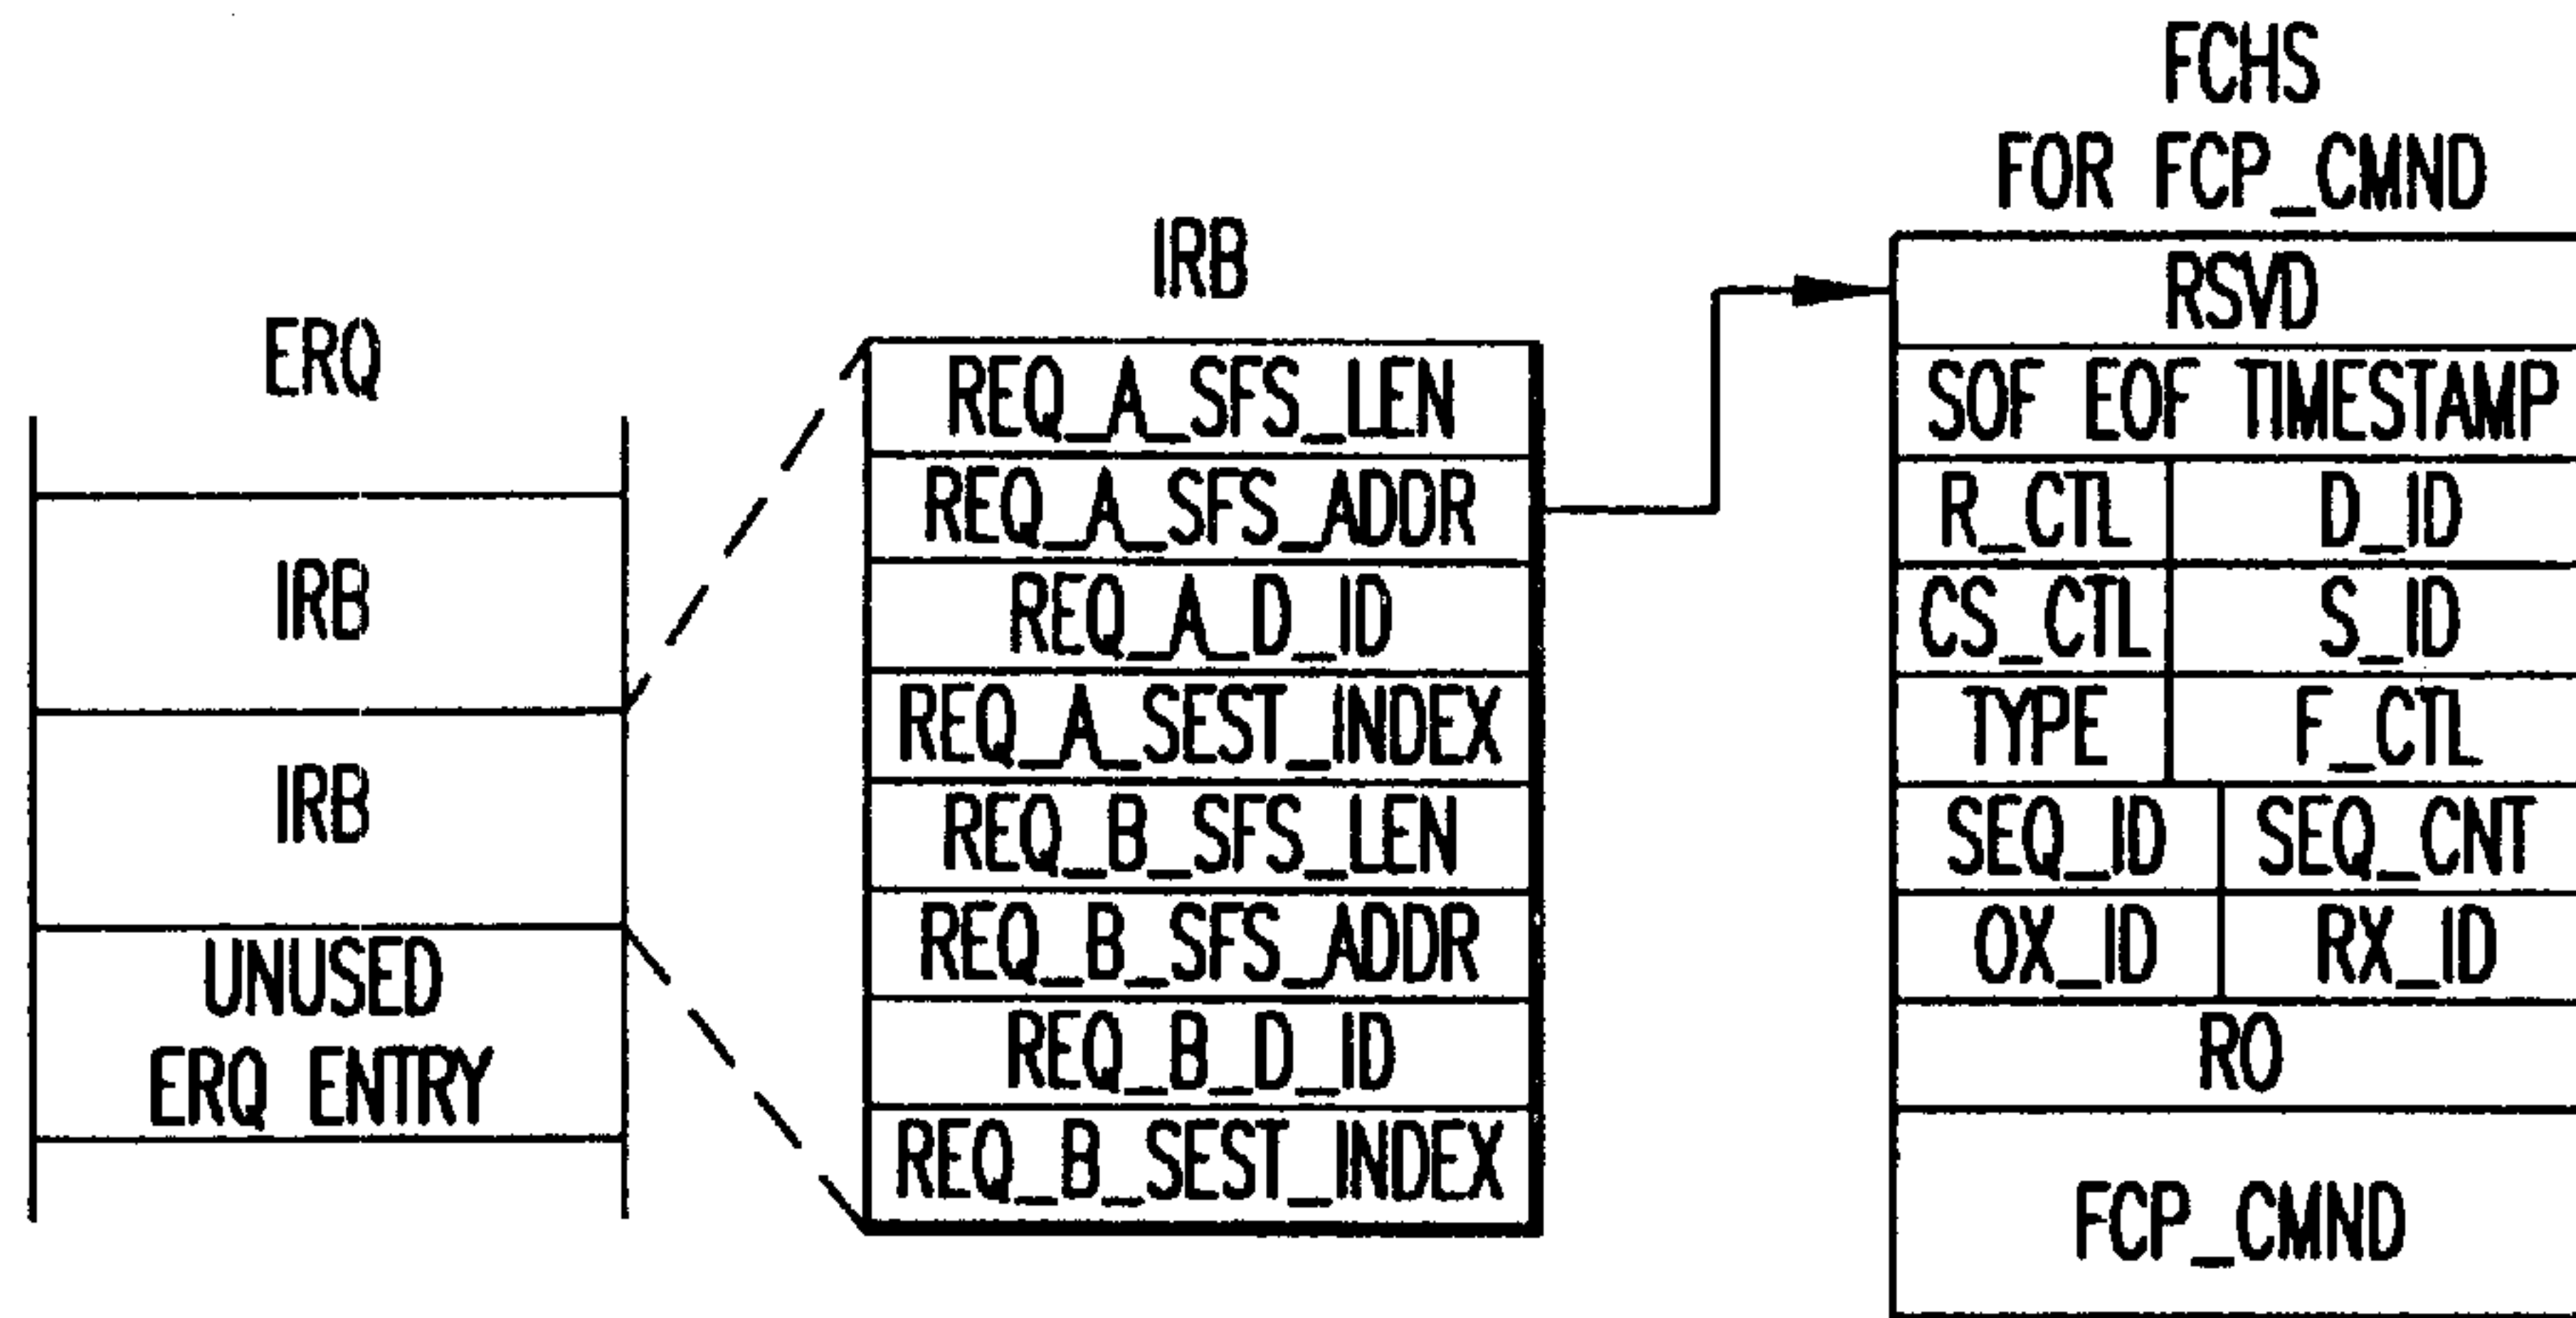 ERQ
IRB
IRB
UNUSED
ERQ ENTRY
IRB
REQ_A_SFS_LEN
REQ_A_SFS_ADDR
REQ_A_D_ID
REQ_A_SEST_INDEX
REQ_B_SFS_LEN
REQ_B_SFS_ADDR
REQ_B_D_ID
REQ_B_SEST_INDEX
FCHS
FOR FCP_CMND
RSVD
SOF EOF TIMESTAMP
R_CTL D_ID
CS_CTL S_ID
TYPE F_CTL
SEQ_ID SEQ_CNT
OX_ID RX_ID
RO
FCP_CMND